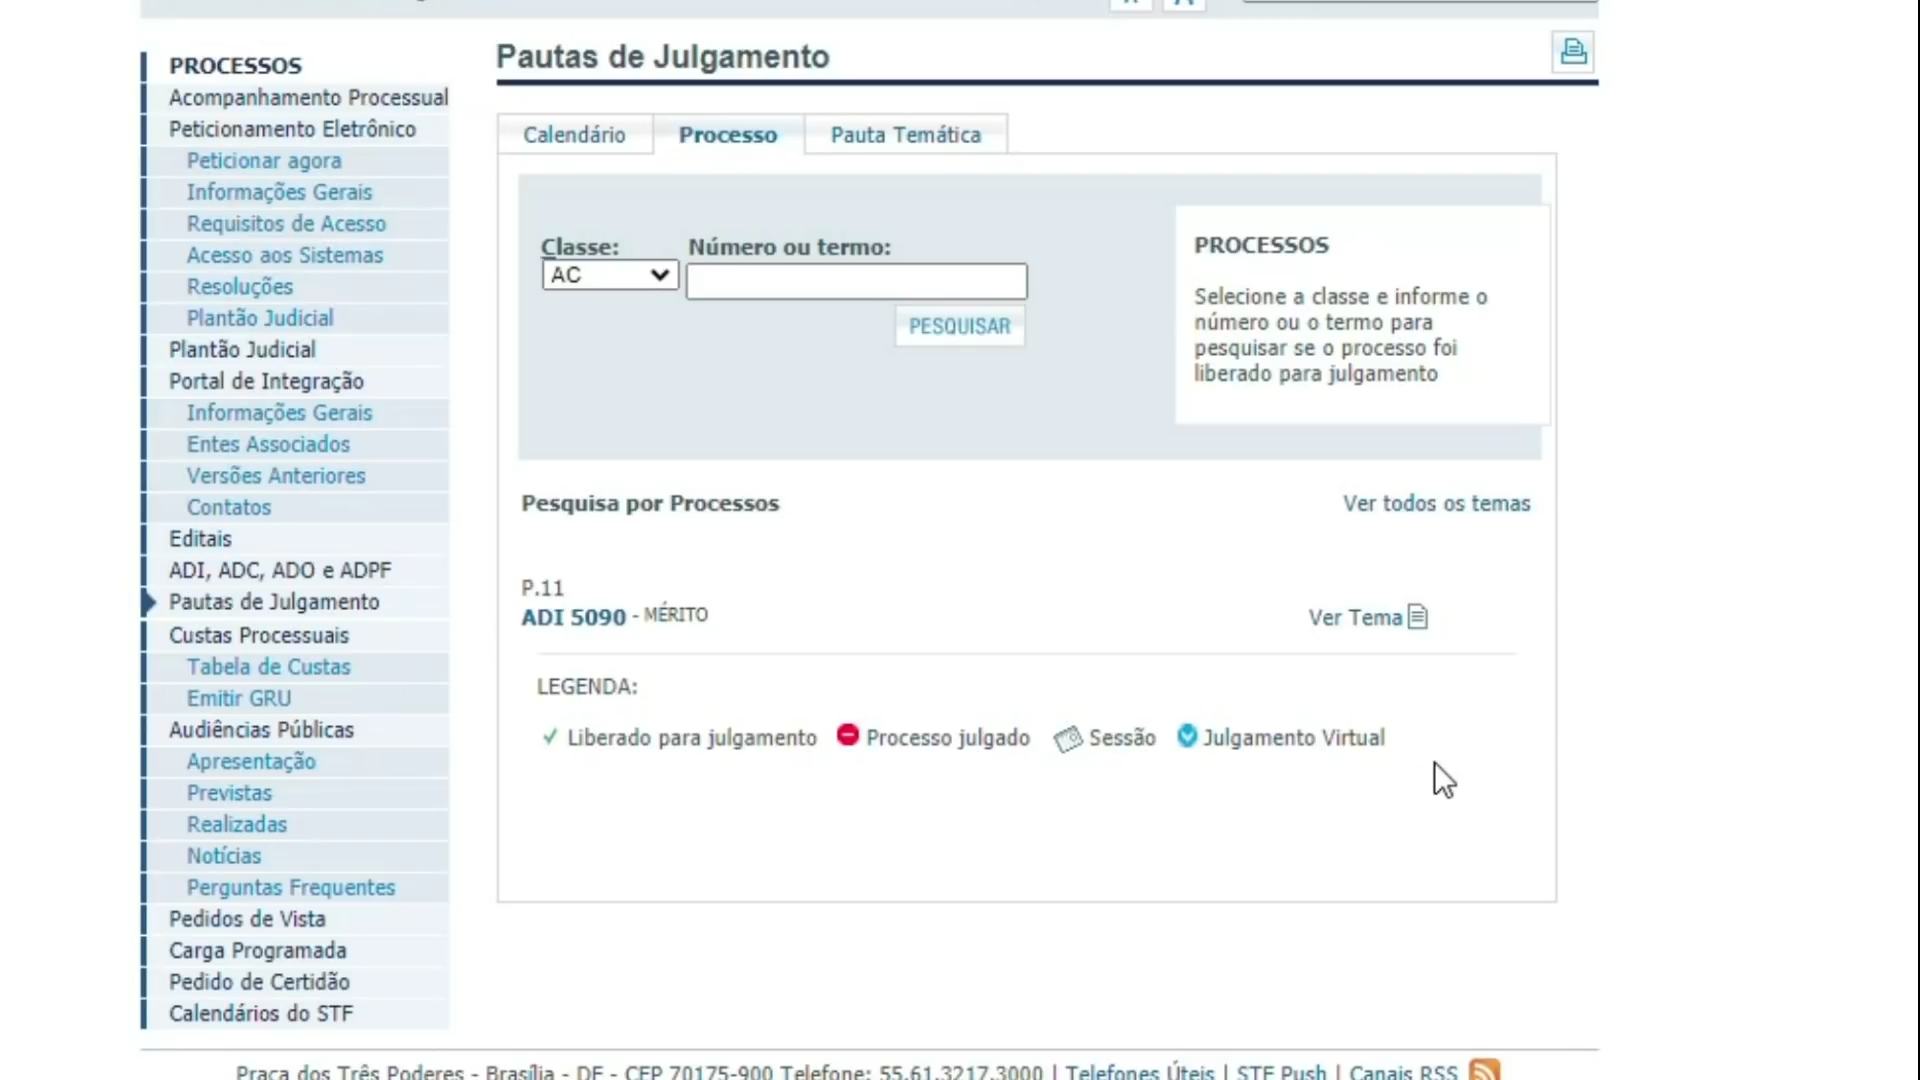 PROCESSOS
Acompanhamento Processual
Peticionamento Eletrônico
Peticionar agora
Informações Gerais
Requisitos de Acesso
Acesso aos Sistemas
Resoluções
Plantão Judicial
Plantão Judicial
Portal de Integração
Informações Gerais
Entes Associados
Versões Anteriores
Contatos
Editais
ADI, ADC, ADO e ADPF
Pautas de Julgamento
Custas Processuais
Tabela de Custas
Emitir GRU
Audiências Públicas
Apresentação
Previstas
Realizadas
Notícias
Perguntas Frequentes
Pedidos de Vista
Carga Programada
Pedido de Certidão
Calendários do STF
Pautas de Julgamento
Calendário Processo Pauta Temática
Classe: Número ou termo:
AC
PESQUISAR
PROCESSOS
Selecione a classe e informe o
número ou o termo para
pesquisar se o processo foi
liberado para julgamento
Pesquisa por Processos Ver todos os temas
P.11
ADI 5090 - MÉRITO Ver Tema
LEGENDA:
Liberado para julgamento Processo julgado Sessão Julgamento Virtual
Praça dos Três Poderes - Brasília - DF - CEP 70175-900 Telefone: 55.61.3217.3000 | Telefones Úteis | STF Push | Canais RSS